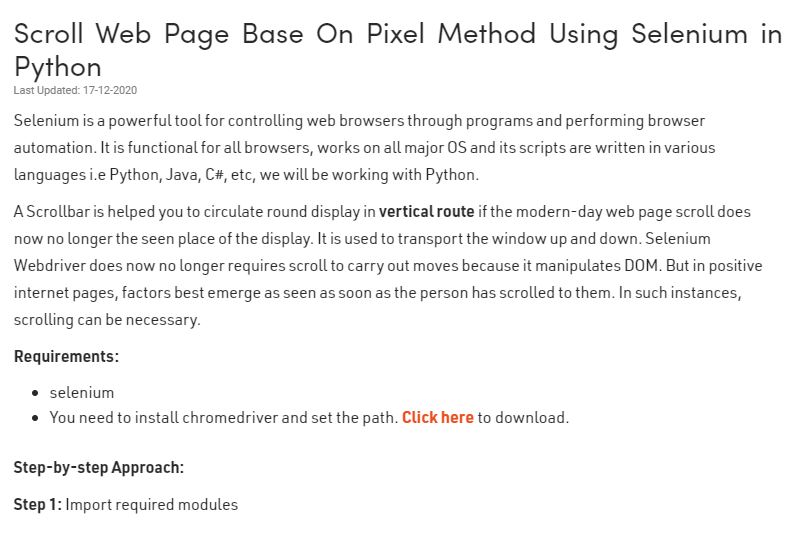 Scroll Web Page Base On Pixel Method Using Selenium in
Python
Last Updated: 17-12-2020
Selenium is a powerful tool for controlling web browsers through programs and performing browser
automation. It is functional for all browsers, works on all major OS and its scripts are written in various
languages i.e Python, Java, C#, etc, we will be working with Python.
A Scrollbar is helped you to circulate round display in vertical route if the modern-day web page scroll does
now no longer the seen place of the display. It is used to transport the window up and down. Selenium
Webdriver does now no longer requires scroll to carry out moves because it manipulates DOM. But in positive
internet pages, factors best emerge as seen as soon as the person has scrolled to them. In such instances,
scrolling can be necessary.
Requirements:
• selenium
• You need to install chromedriver and set the path. Click here to download.
Step-by-step Approach:
Step 1: Import required modules